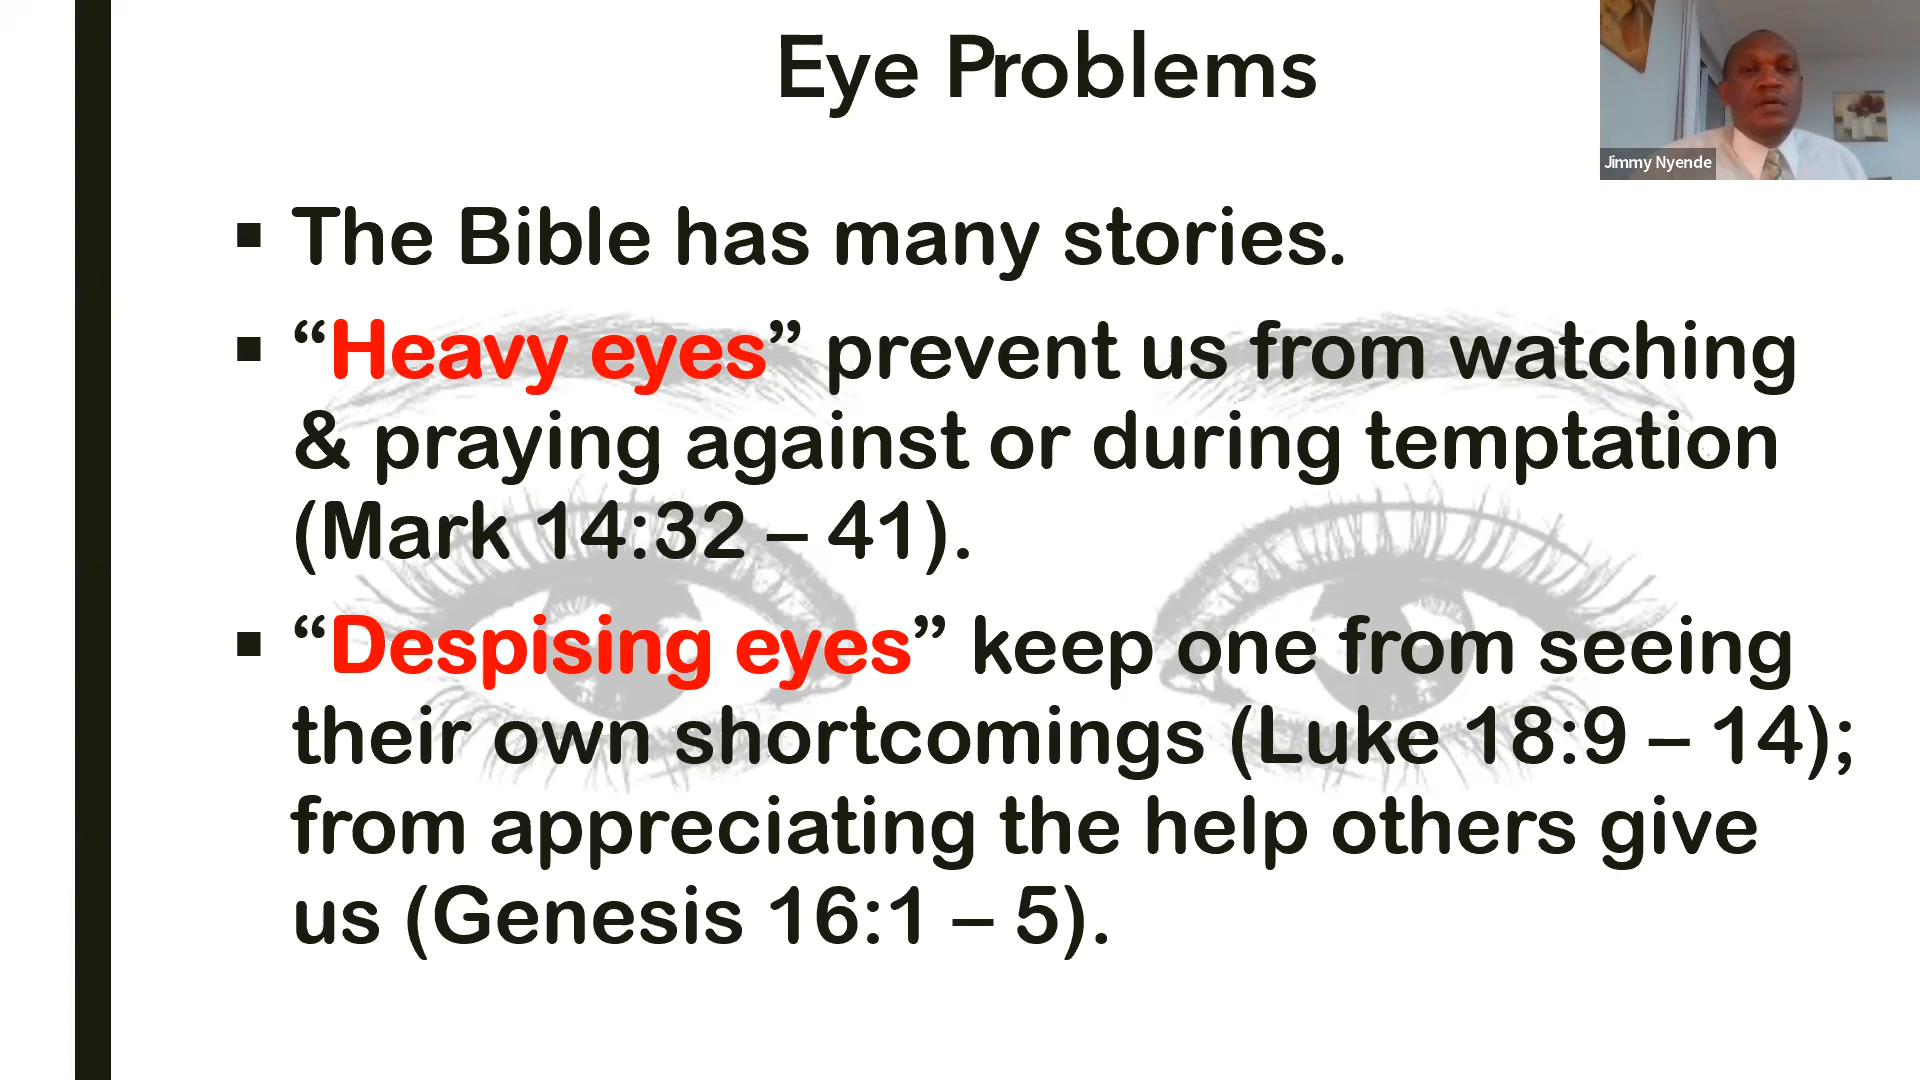 Eye Problems
Jimmy Nyende
▪ The Bible has many stories.
▪ “Heavy eyes” prevent us from watching
& praying against or during temptation
(Mark 14:32 – 41).
▪ “Despising eyes” keep one from seeing
their own shortcomings (Luke 18:9 – 14);
from appreciating the help others give
us (Genesis 16:1 – 5).